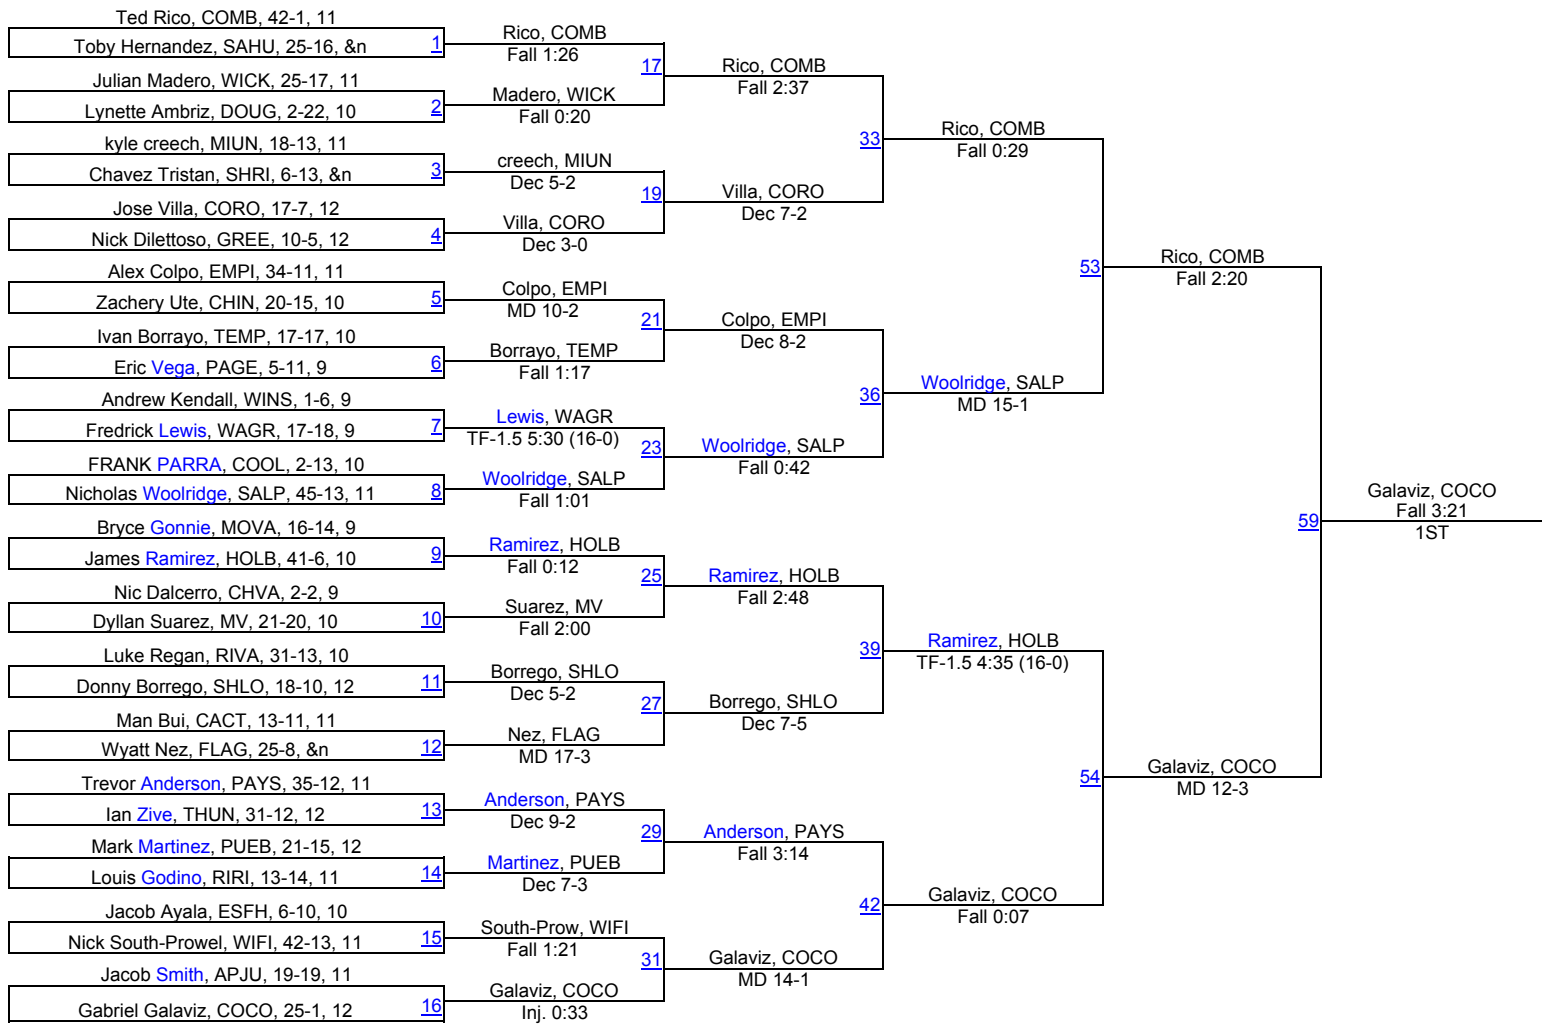 Ted Rico, COMB, 42-1, 11
Toby Hernandez, SAHU, 25-16, &n
1
Julian Madero, WICK, 25-17, 11
Lynette Ambriz, DOUG, 2-22, 10
2
kyle creech, MIUN, 18-13, 11
Chavez Tristan, SHRI, 6-13, &n
3
Jose Villa, CORO, 17-7, 12
Nick Dilettoso, GREE, 10-5, 12
4
Alex Colpo, EMPI, 34-11, 11
Zachery Ute, CHIN, 20-15, 10
5
Ivan Borrayo, TEMP, 17-17, 10
Eric Vega, PAGE, 5-11, 9
6
Andrew Kendall, WINS, 1-6, 9
Fredrick Lewis, WAGR, 17-18, 9
7
FRANK PARRA, COOL, 2-13, 10
Nicholas Woolridge, SALP, 45-13, 11
8
Bryce Gonnie, MOVA, 16-14, 9
James Ramirez, HOLB, 41-6, 10
9
Nic Dalcerro, CHVA, 2-2, 9
Dyllan Suarez, MV, 21-20, 10
10
Luke Regan, RIVA, 31-13, 10
Donny Borrego, SHLO, 18-10, 12
11
Man Bui, CACT, 13-11, 11
Wyatt Nez, FLAG, 25-8, &n
12
Trevor Anderson, PAYS, 35-12, 11
Ian Zive, THUN, 31-12, 12
13
Mark Martinez, PUEB, 21-15, 12
Louis Godino, RIRI, 13-14, 11
14
Jacob Ayala, ESFH, 6-10, 10
Nick South-Prowel, WIFI, 42-13, 11
15
Jacob Smith, APJU, 19-19, 11
Gabriel Galaviz, COCO, 25-1, 12
16
Rico, COMB
Fall 1:26
17
Madero, WICK
Fall 0:20
creech, MIUN
Dec 5-2
19
Villa, CORO
Dec 3-0
Colpo, EMPI
MD 10-2
21
Borrayo, TEMP
Fall 1:17
Lewis, WAGR
TF-1.5 5:30 (16-0)
23
Woolridge, SALP
Fall 1:01
Ramirez, HOLB
Fall 0:12
25
Suarez, MV
Fall 2:00
Borrego, SHLO
Dec 5-2
27
Nez, FLAG
MD 17-3
Anderson, PAYS
Dec 9-2
29
Martinez, PUEB
Dec 7-3
South-Prow, WIFI
Fall 1:21
31
Galaviz, COCO
Inj. 0:33
Rico, COMB
Fall 2:37
33
Villa, CORO
Dec 7-2
Colpo, EMPI
Dec 8-2
36
Woolridge, SALP
Fall 0:42
Ramirez, HOLB
Fall 2:48
39
Borrego, SHLO
Dec 7-5
Anderson, PAYS
Fall 3:14
42
Galaviz, COCO
MD 14-1
Rico, COMB
Fall 0:29
53
Woolridge, SALP
MD 15-1
Ramirez, HOLB
TF-1.5 4:35 (16-0)
54
Galaviz, COCO
Fall 0:07
Rico, COMB
Fall 2:20
59
Galaviz, COCO
MD 12-3
Galaviz, COCO
Fall 3:21
1ST